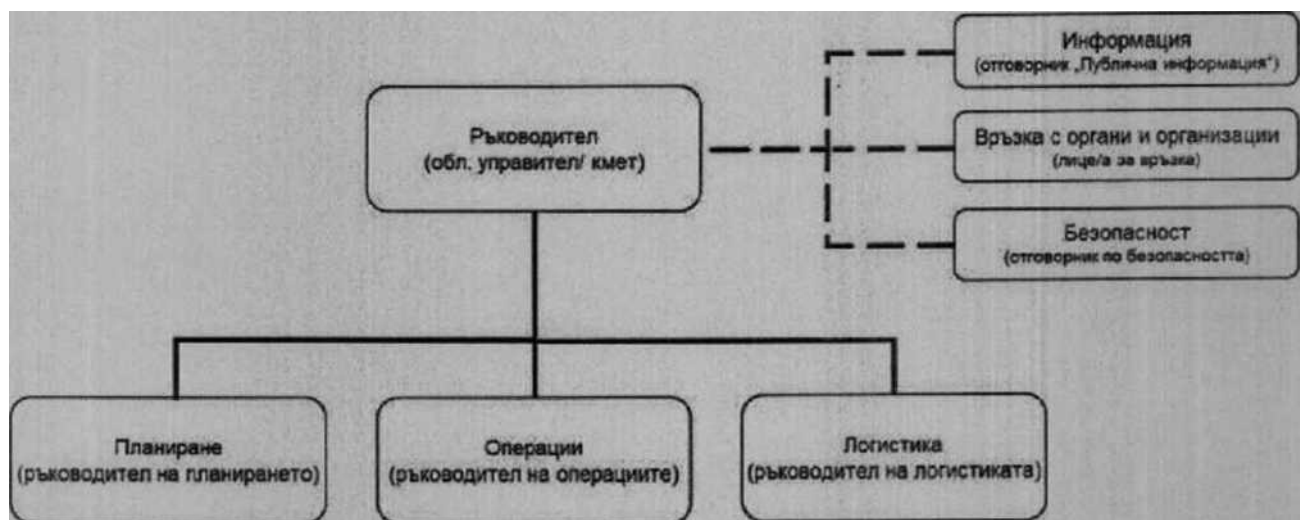 Информация
(отговорник „Публична информация“)
Ръководител
(обл. управител/ кмет)
Връзка с органи и организации
(лице/а за връзка)
Безопасност
(отговорник по безопасността)
Планиране
(ръководител на планирането)
Операции
(ръководител на операциите)
Логистика
(ръководител на логистиката)